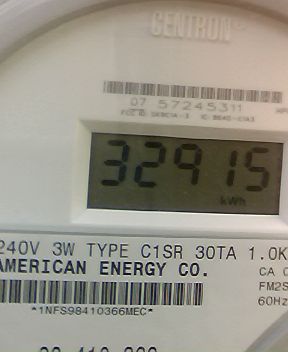 CENTRON
07 57245311
32915
kWh
240V 3W TYPE C1SR 30TA 1.0K
AMERICAN ENERGY CO.
CA
FM2S
60Hz
*1NFS98410366MEC*